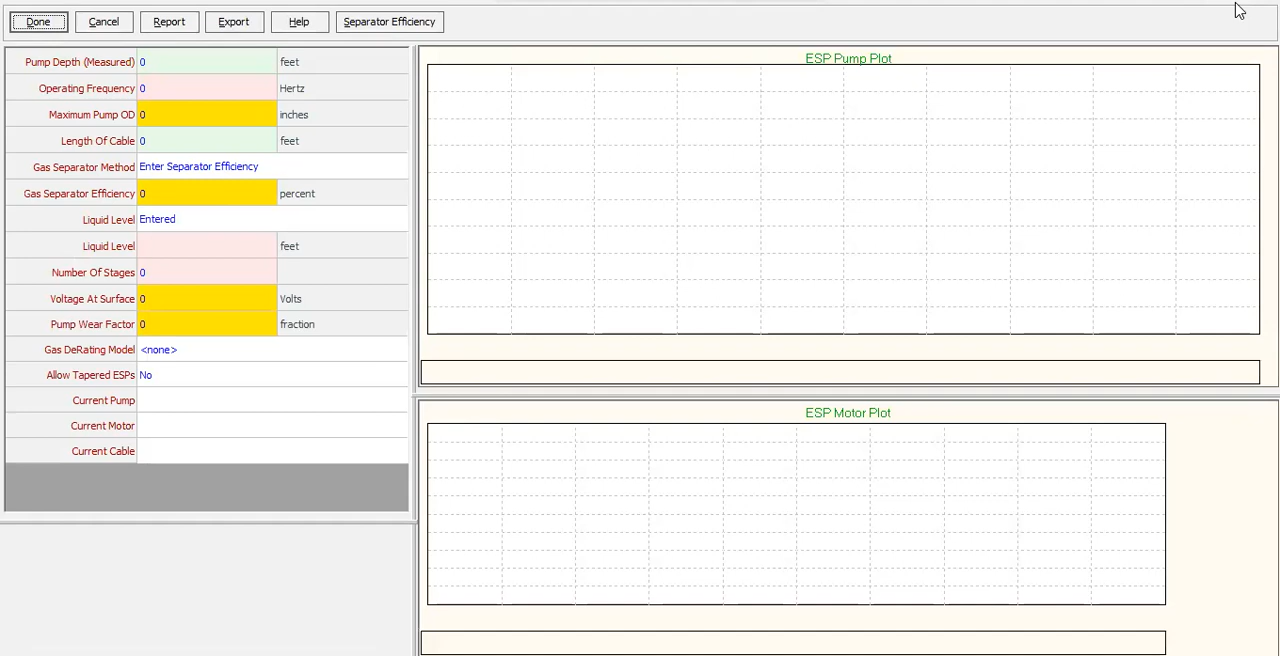 Done Cancel Report Export Help Separator Efficiency
Pump Depth (Measured) 0 feet
Operating Frequency 0 Hertz
Maximum Pump OD 0 inches
Length Of Cable 0 feet
Gas Separator Method Enter Separator Efficiency
Gas Separator Efficiency 0 percent
Liquid Level Entered
Liquid Level feet
Number Of Stages 0
Voltage At Surface 0 Volts
Pump Wear Factor 0 fraction
Gas DeRating Model <none>
Allow Tapered ESPs No
Current Pump
Current Motor
Current Cable
ESP Pump Plot
ESP Motor Plot